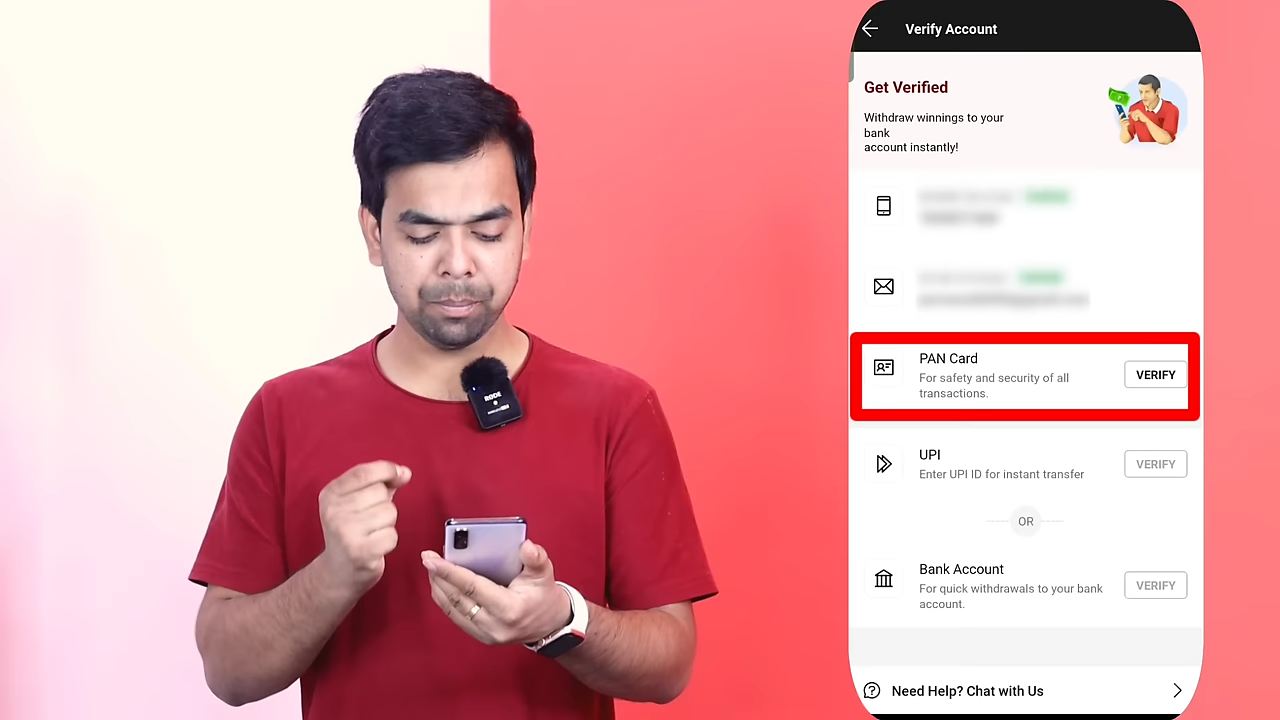 Verify Account
Get Verified
Withdraw winnings to your
bank
account instantly!
PAN Card
For safety and security of all
transactions.
VERIFY
UPI
Enter UPI ID for instant transfer
VERIFY
OR
Bank Account
For quick withdrawals to your bank
account.
VERIFY
Need Help? Chat with Us
RODE